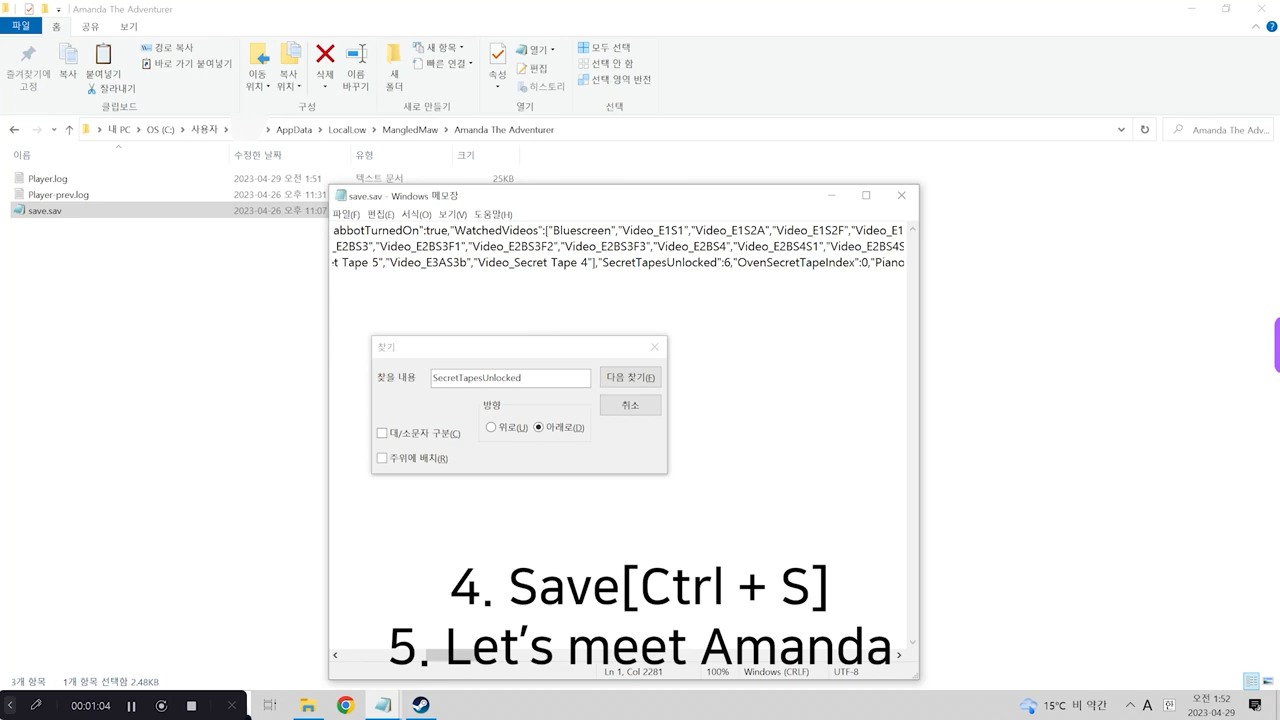 Amanda The Adventurer
파일
홈
공유
보기
즐겨찾기에 고정
복사
붙여넣기
경로 복사
바로 가기 붙여넣기
잘라내기
클립보드
이동 위치
복사 위치
삭제
이름 바꾸기
구성
새 폴더
새 항목
빠른 연결
새로 만들기
속성
열기
편집
히스토리
열기
모두 선택
선택 안 함
선택 영역 반전
선택
내 PC > OS (C:) > 사용자 > AppData > LocalLow > MangledMaw > Amanda The Adventurer
Amanda The Adv...
이름 수정한 날짜 유형 크기
Player.log 2023-04-29 오전 1:51 텍스트 문서 25KB
Player-prev.log 2023-04-26 오후 11:31
save.sav 2023-04-26 오후 11:07
save.sav - Windows 메모장
파일(F) 편집(E) 서식(O) 보기(V) 도움말(H)
abbotTurnedOn":true,"WatchedVideos":["Bluescreen","Video_E1S1","Video_E1S2A","Video_E1S2F","Video_E1
_E2BS3","Video_E2BS3F1","Video_E2BS3F2","Video_E2BS3F3","Video_E2BS4","Video_E2BS4S1","Video_E2BS4S
t Tape 5","Video_E3AS3b","Video_Secret Tape 4"],"SecretTapesUnlocked":6,"OvenSecretTapeIndex":0,"Piano
찾기
찾을 내용 SecretTapesUnlocked 다음 찾기(F)
방향
취소
위로(U) 아래로(D)
대/소문자 구분(C)
주위에 배치(R)
4. Save[Ctrl + S]
5. Let's meet Amanda
Ln 1, Col 2281 100% Windows (CRLF) UTF-8
3개 항목 1개 항목 선택함 2.48KB
00:01:04
15°C 비 약간
A
한
오전 1:52
2023-04-29